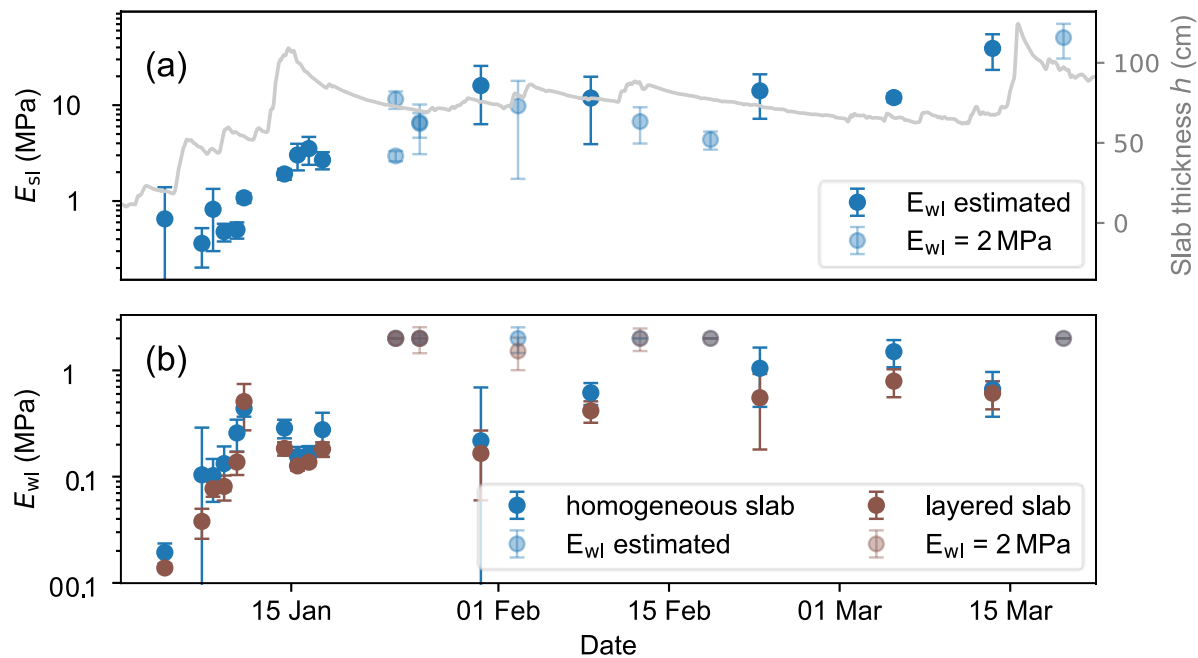 (a)
10
1
E_sl (MPa)
100
50
0
Slab thickness h (cm)
E_wl estimated
E_wl = 2 MPa
(b)
1
0.1
00.1
E_wl (MPa)
homogeneous slab
layered slab
E_wl estimated
E_wl = 2 MPa
15 Jan
01 Feb
15 Feb
01 Mar
15 Mar
Date